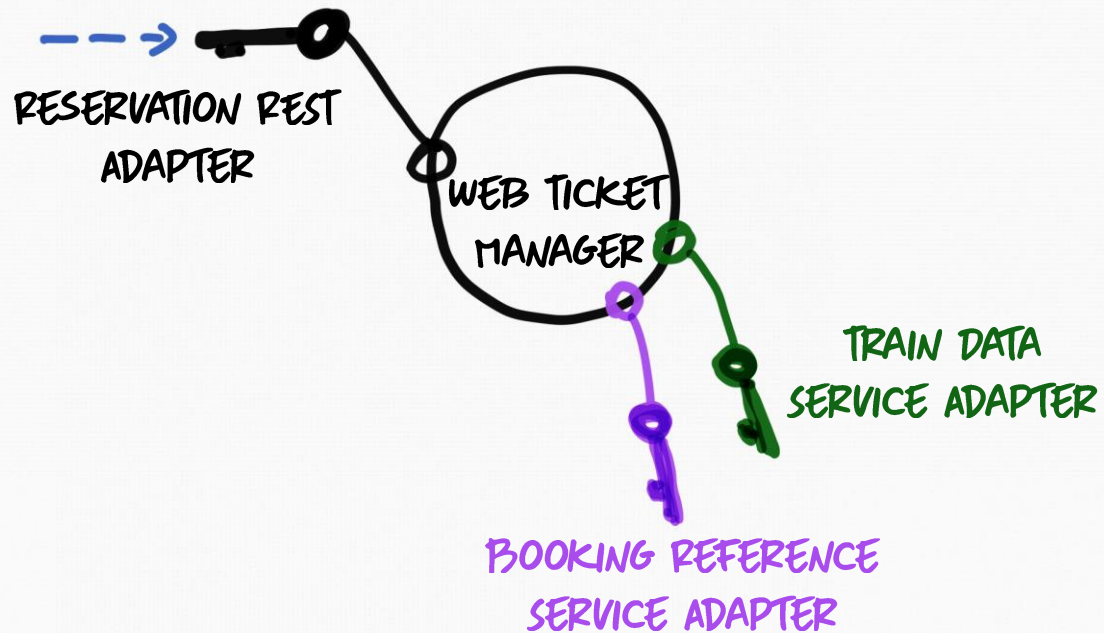 RESERVATION REST
ADAPTER
WEB TICKET
MANAGER
TRAIN DATA
SERVICE ADAPTER
BOOKING REFERENCE
SERVICE ADAPTER